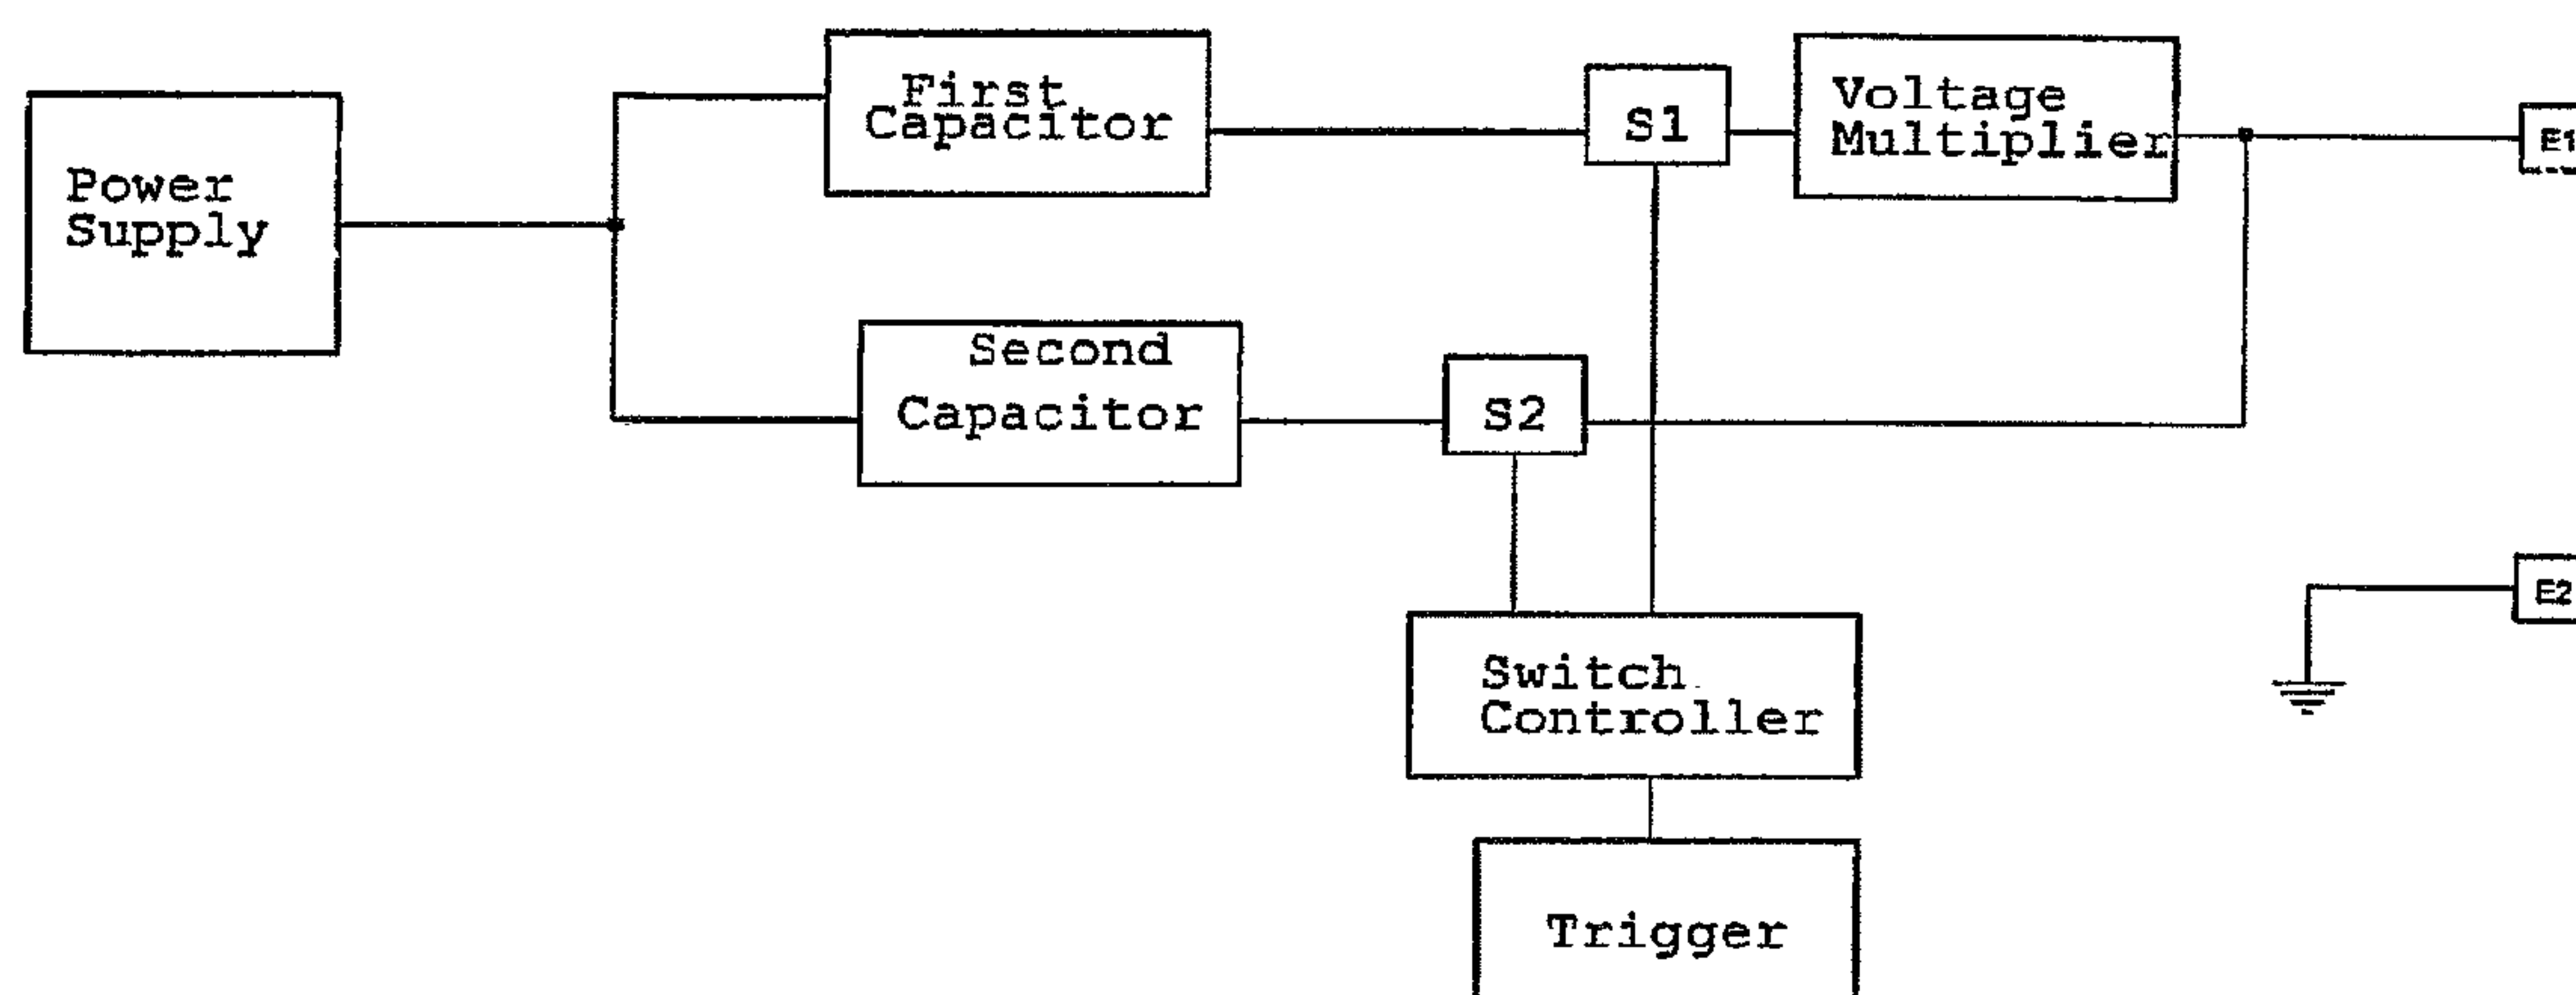 Power
Supply
First
Capacitor
S1
Voltage
Multiplier
E1
Second
Capacitor
S2
E2
Switch
Controller
Trigger